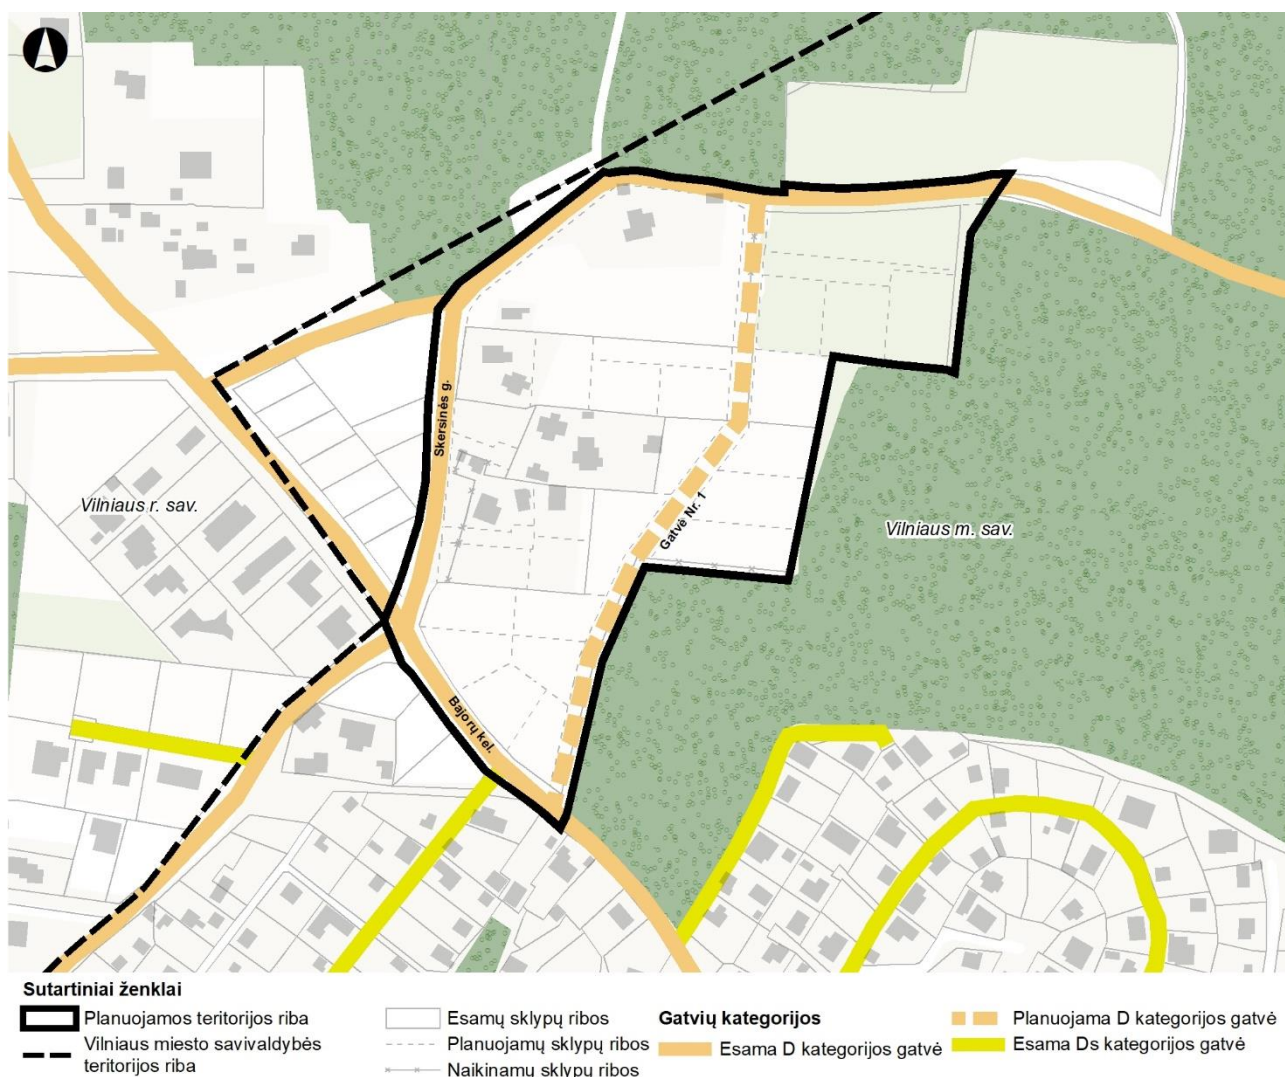 Skersinės g.
Vilniaus r. sav.
Gatvė Nr. 1
Vilniaus m. sav.
Bajorų kel.
Sutartiniai ženklai
Planuojamos teritorijos riba
Vilniaus miesto savivaldybės
teritorijos riba
Esamų sklypų ribos
Planuojamų sklypų ribos
Naikinamų sklypų ribos
Gatvių kategorijos
Esama D kategorijos gatvė
Planuojama D kategorijos gatvė
Esama Ds kategorijos gatvė